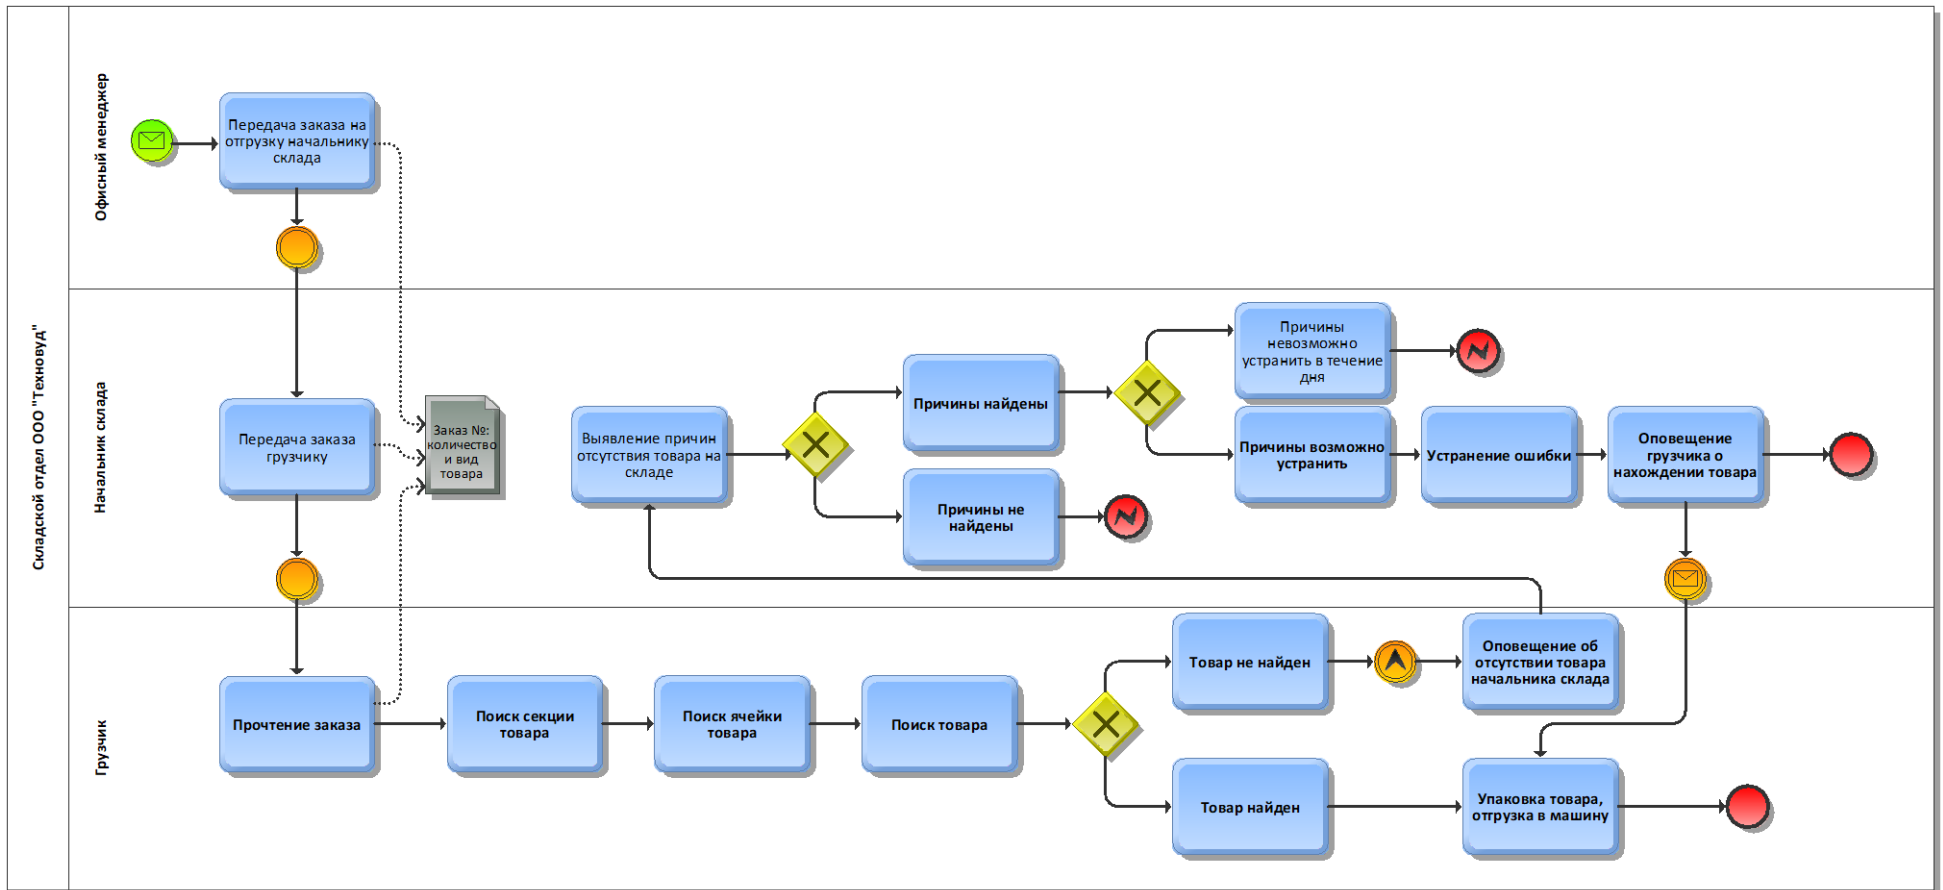 Складской отдел ООО "Техновуд"
Офисный менеджер
Передача заказа на
отгрузку начальнику
склада
Начальник склада
Передача заказа
грузчику
Заказ №:
количество
и вид
товара
Выявление причин
отсутствия товара на
складе
Причины найдены
Причины не
найдены
Причины
невозможно
устранить в течение
дня
Причины возможно
устранить
Устранение ошибки
Оповещение
грузчика о
нахождении товара
Грузчик
Прочтение заказа
Поиск секции
товара
Поиск ячейки
товара
Поиск товара
Товар не найден
Оповещение об
отсутствии товара
начальника склада
Товар найден
Упаковка товара,
отгрузка в машину